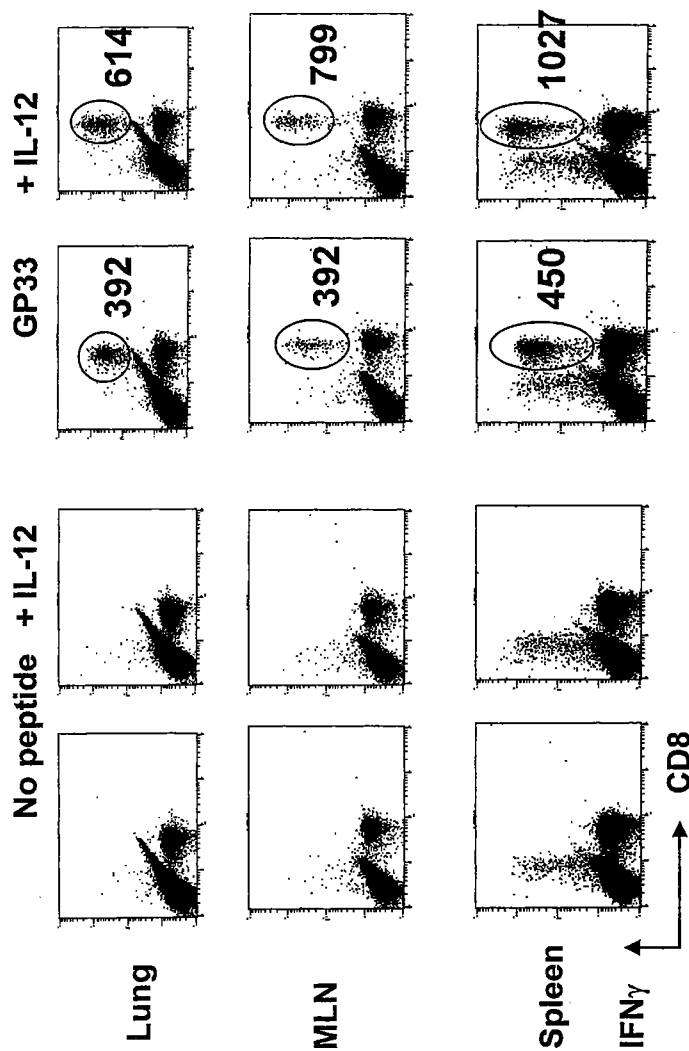 No peptide + IL-12 GP33 + IL-12
Lung 392 614
MLN 392 799
Spleen 450 1027
IFNγ
CD8